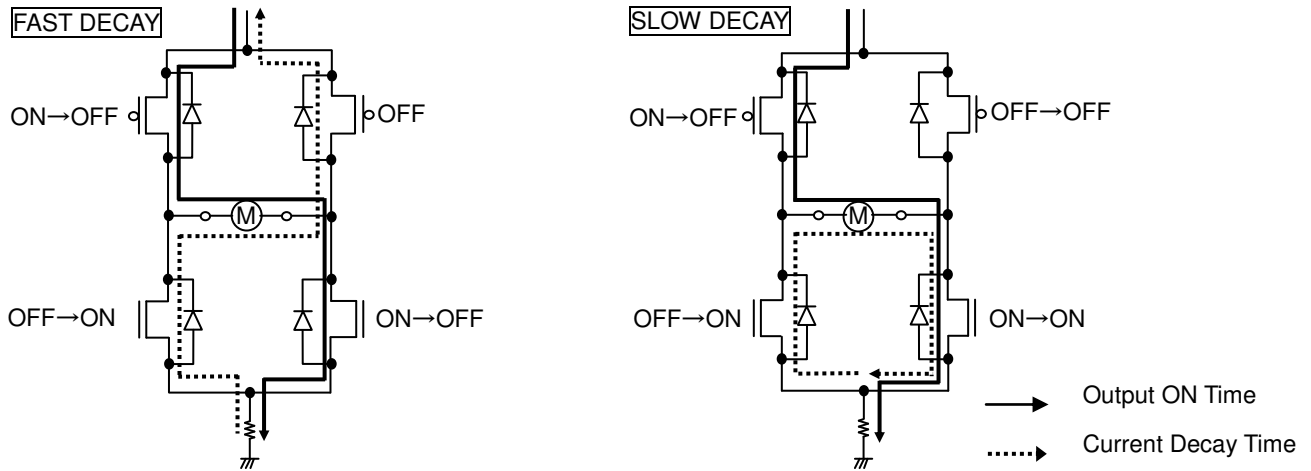 FAST DECAY
ON→OFF
OFF
M
OFF→ON
ON→OFF
SLOW DECAY
ON→OFF
OFF→OFF
M
OFF→ON
ON→ON
Output ON Time
Current Decay Time